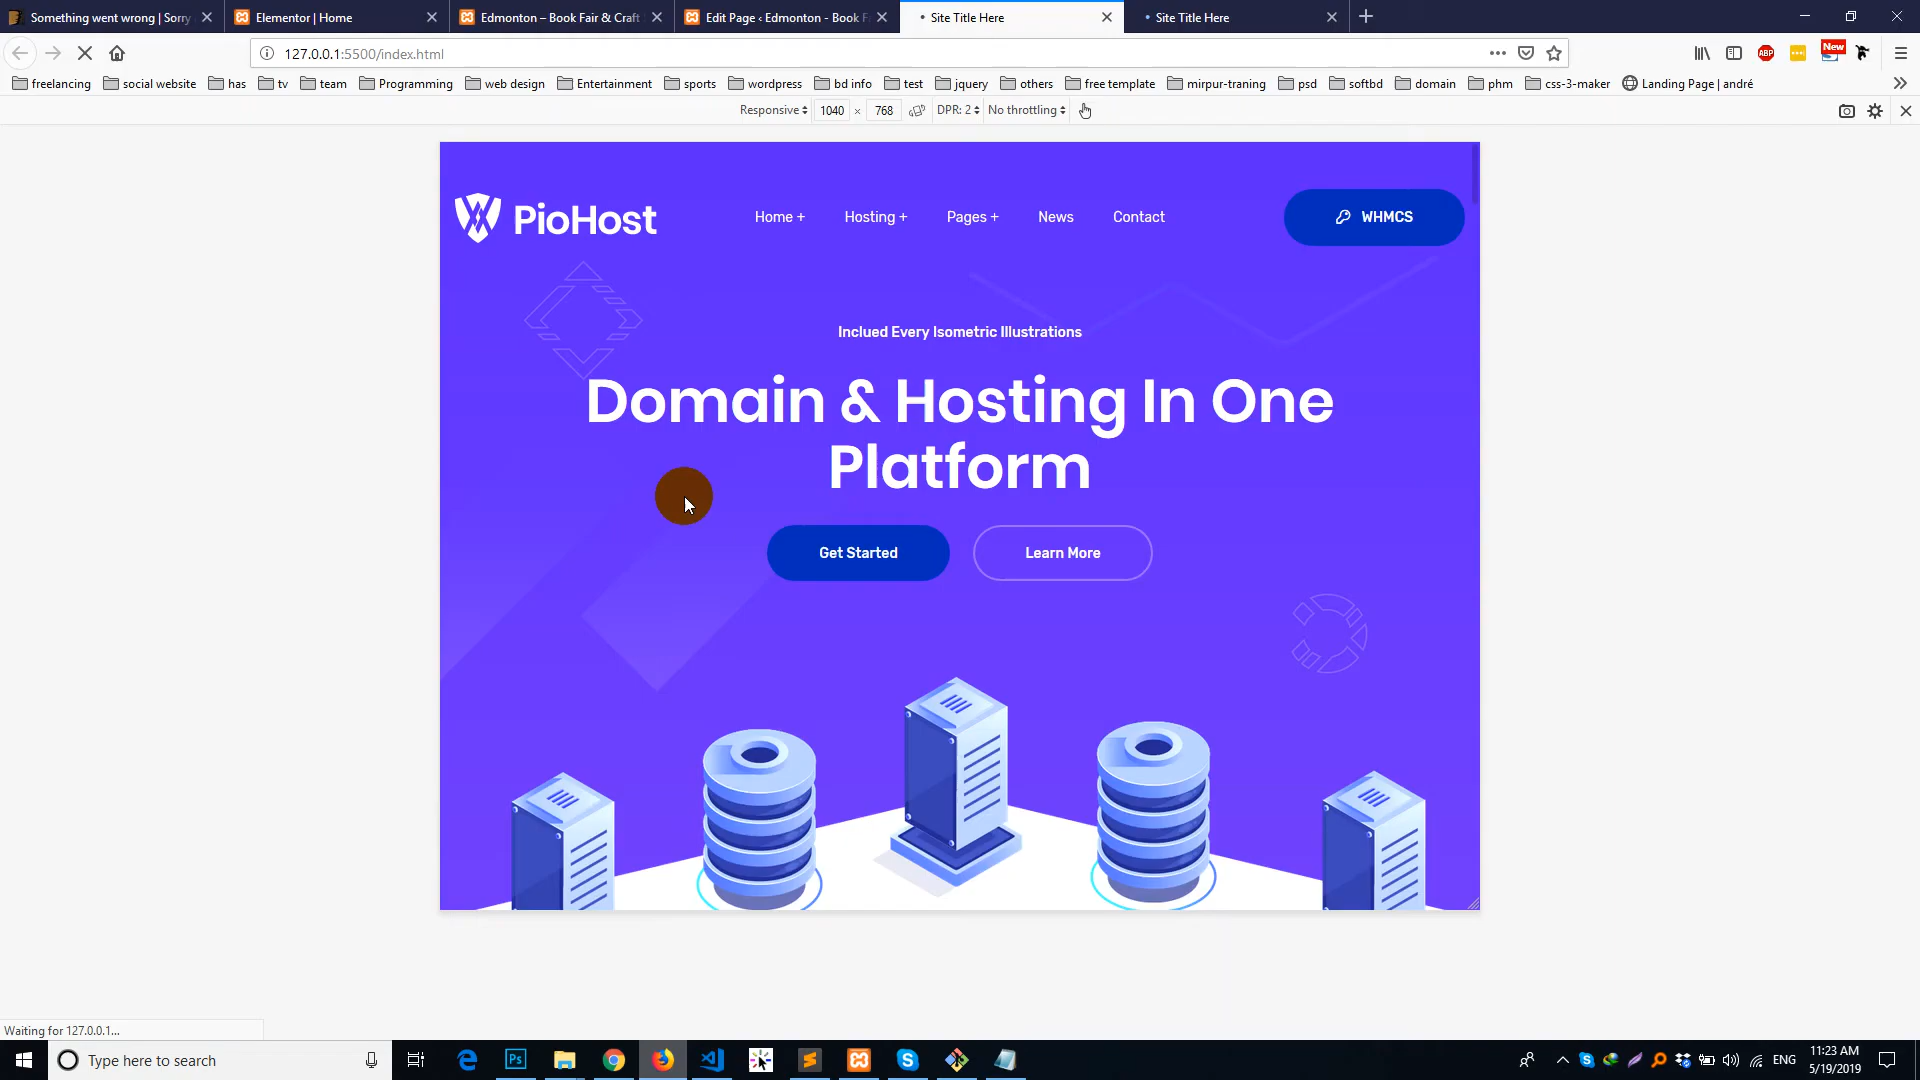 Something went wrong | Sorry
Elementor | Home
Edmonton – Book Fair & Craft
Edit Page ‹ Edmonton - Book F
Site Title Here
Site Title Here
127.0.0.1:5500/index.html
ABP
New
freelancing
social website
has
tv
team
Programming
web design
Entertainment
sports
wordpress
bd info
test
jquery
others
free template
mirpur-traning
psd
softbd
domain
phm
css-3-maker
Landing Page | andré
Responsive
1040 × 768
DPR: 2
No throttling
PioHost
Home +
Hosting +
Pages +
News
Contact
WHMCS
Inclued Every Isometric Illustrations
Domain & Hosting In One
Platform
Get Started
Learn More
Waiting for 127.0.0.1...
Type here to search
Ps
ENG
11:23 AM
5/19/2019